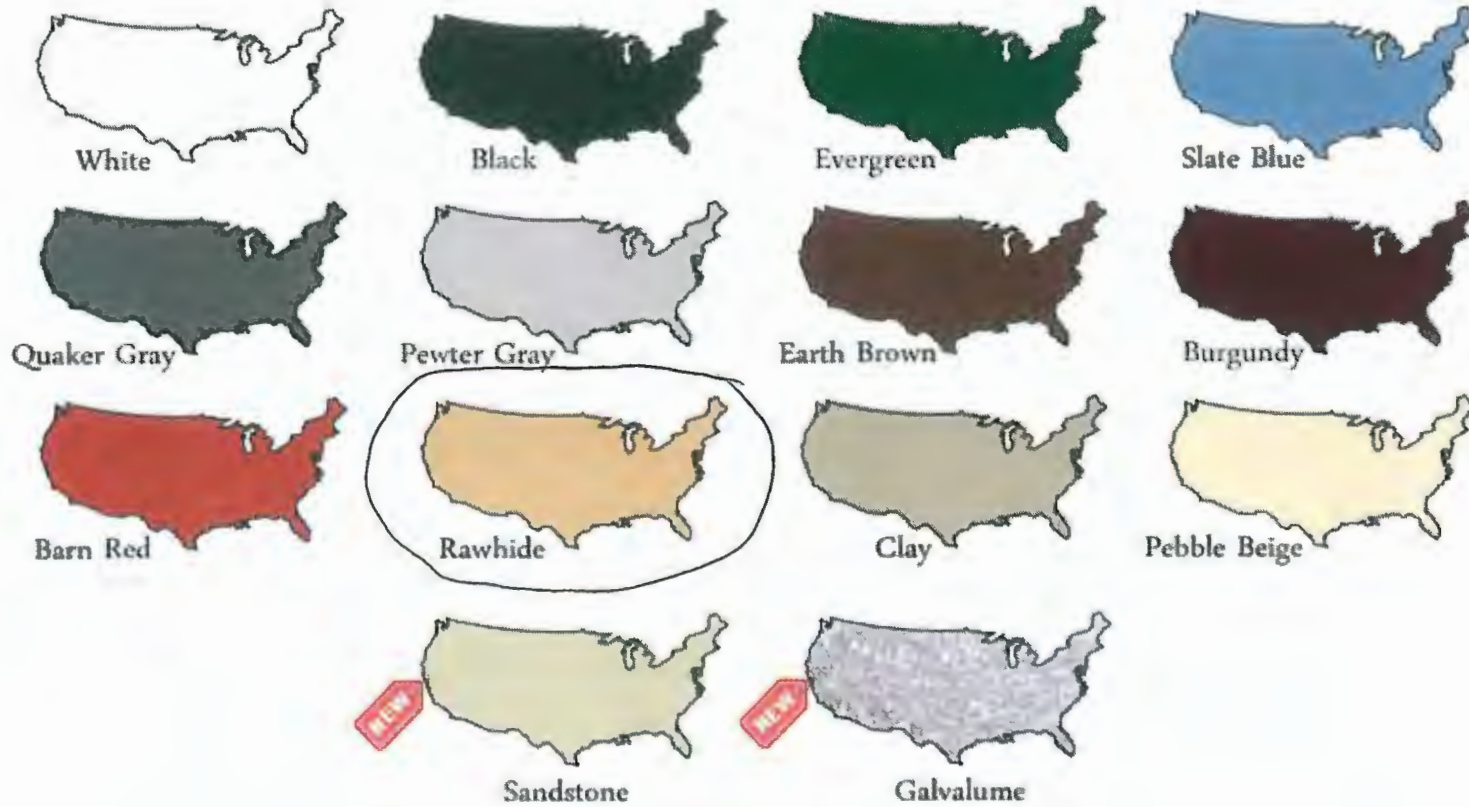 White
Black
Evergreen
Slate Blue
Quaker Gray
Pewter Gray
Earth Brown
Burgundy
Barn Red
Rawhide
Clay
Pebble Beige
NEW
NEW
Sandstone
Galvalume